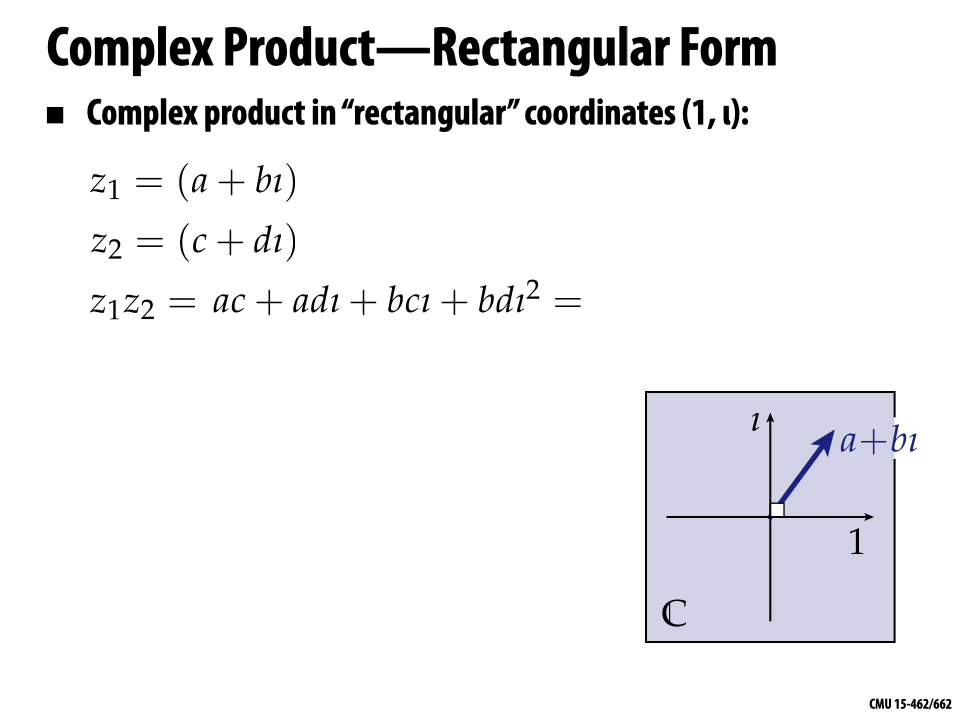 Complex Product—Rectangular Form
■ Complex product in “rectangular” coordinates (1, ι):
z₁ = (a + bı)
z₂ = (c + dı)
z₁z₂ = ac + adı + bcı + bdı² =
ı
a+bı
1
ℂ
CMU 15-462/662